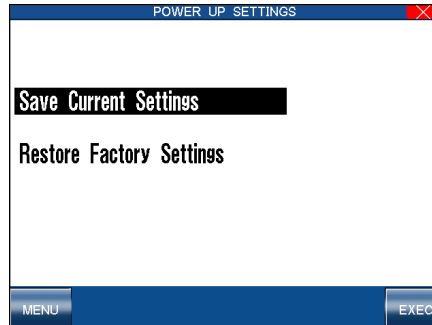 POWER UP SETTINGS
Save Current Settings
Restore Factory Settings
MENU
EXEC